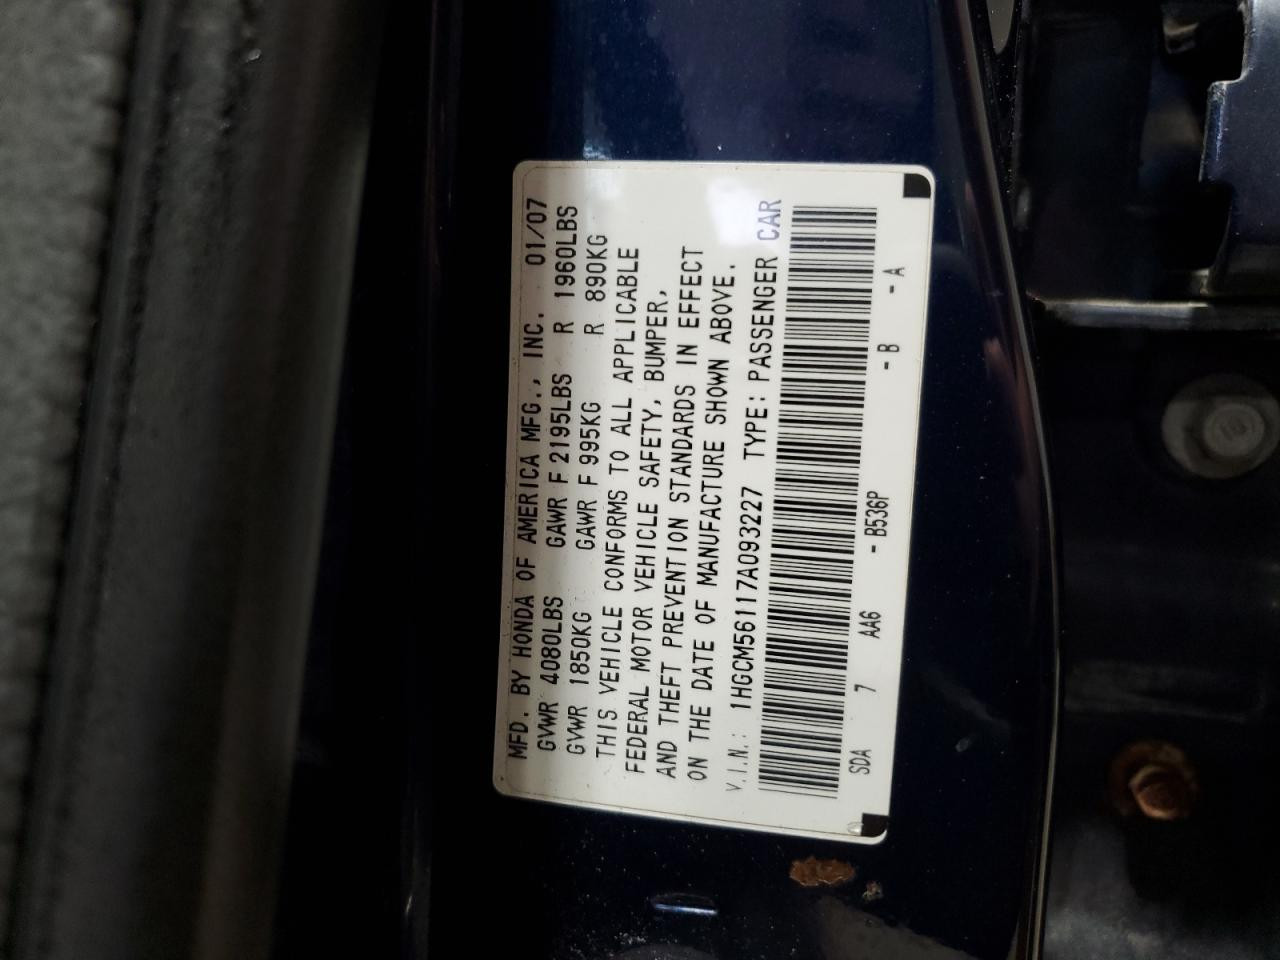 MFD. BY HONDA OF AMERICA MFG., INC. 01/07
GVWR 4080LBS GAWR F 2195LBS R 1960LBS
GVWR 1850KG GAWR F 995KG R 890KG
THIS VEHICLE CONFORMS TO ALL APPLICABLE
FEDERAL MOTOR VEHICLE SAFETY, BUMPER,
AND THEFT PREVENTION STANDARDS IN EFFECT
ON THE DATE OF MANUFACTURE SHOWN ABOVE.
V.I.N.: 1HGCM56117A093227 TYPE: PASSENGER CAR
SDA 7 AA6 - B536P - B - A